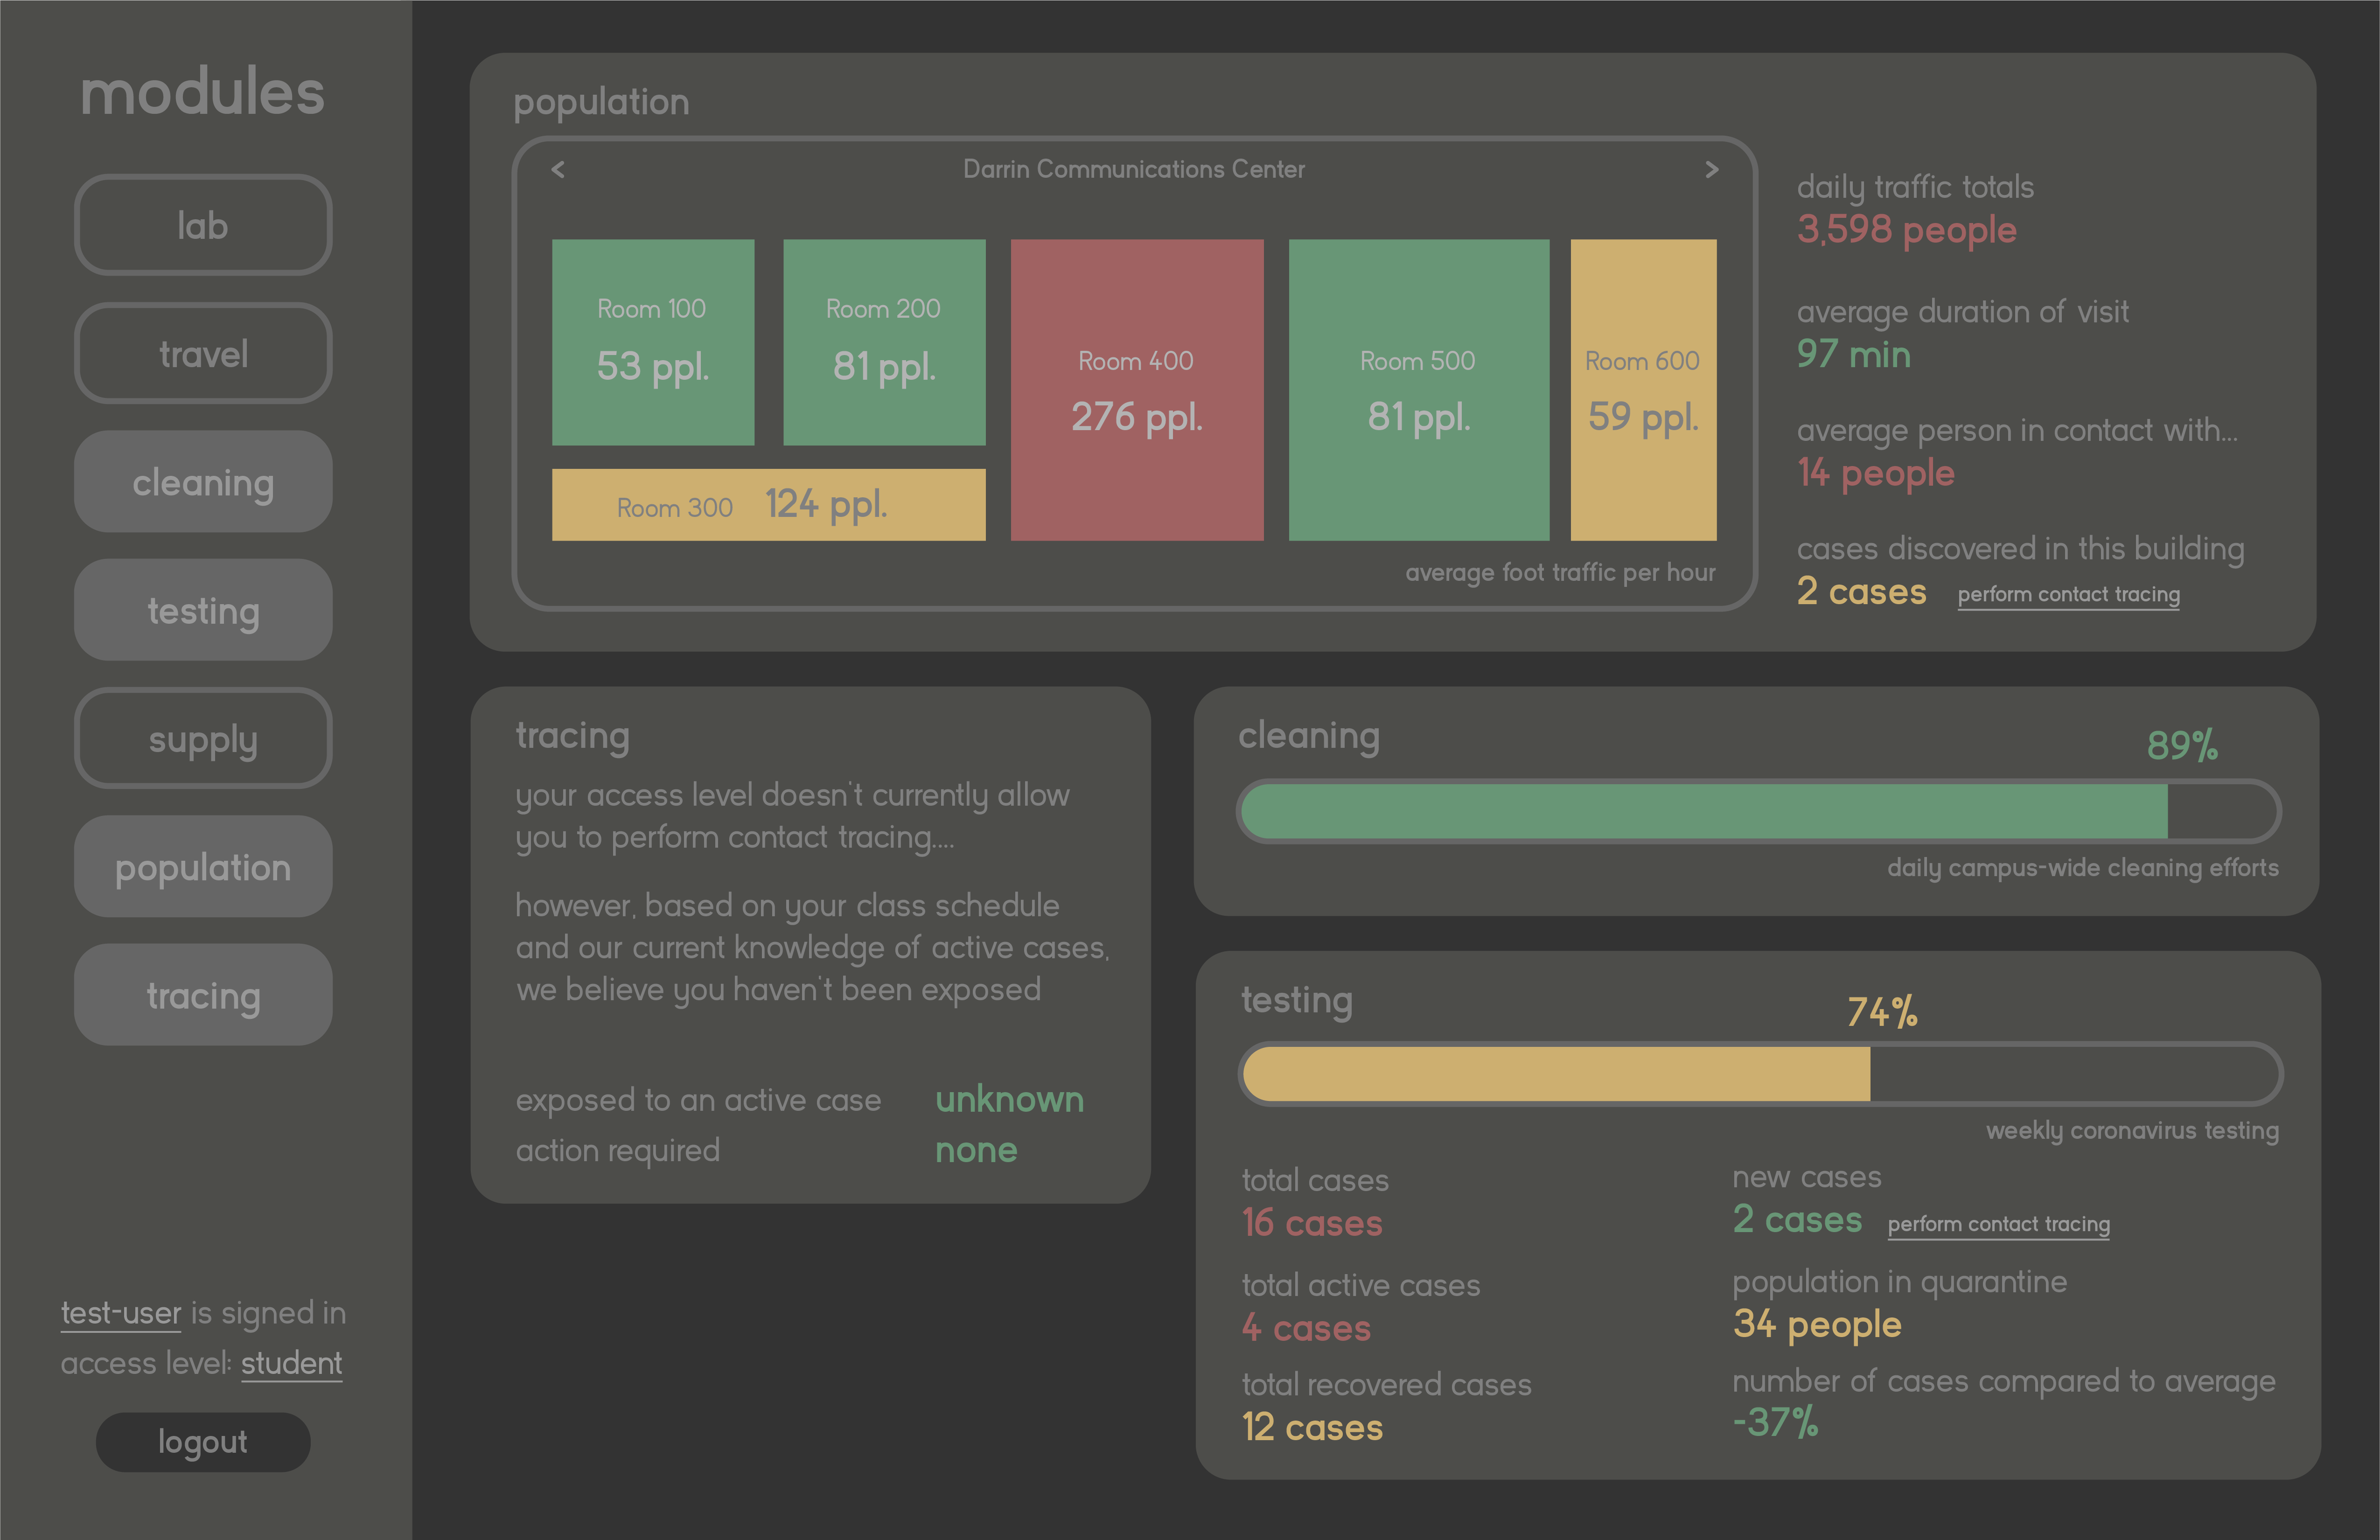 modules
lab
travel
cleaning
testing
supply
population
tracing
test-user is signed in
access level: student
logout
population
< Darrin Communications Center >
Room 100
53 ppl.
Room 200
81 ppl.
Room 300 124 ppl.
Room 400
276 ppl.
Room 500
81 ppl.
Room 600
59 ppl.
average foot traffic per hour
daily traffic totals
3,598 people
average duration of visit
97 min
average person in contact with...
14 people
cases discovered in this building
2 cases perform contact tracing
tracing
your access level doesn't currently allow
you to perform contact tracing....
however, based on your class schedule
and our current knowledge of active cases,
we believe you haven't been exposed
exposed to an active case unknown
action required none
cleaning
89%
daily campus-wide cleaning efforts
testing
74%
weekly coronavirus testing
total cases
16 cases
total active cases
4 cases
total recovered cases
12 cases
new cases
2 cases perform contact tracing
population in quarantine
34 people
number of cases compared to average
-37%